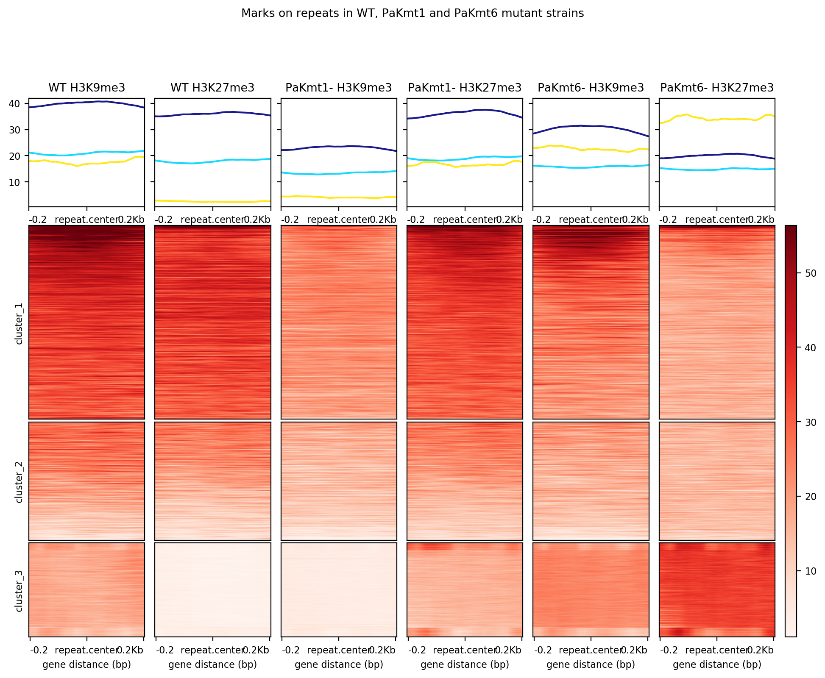 Marks on repeats in WT, PaKmt1 and PaKmt6 mutant strains
WT H3K9me3
WT H3K27me3
PaKmt1- H3K9me3
PaKmt1- H3K27me3
PaKmt6- H3K9me3
PaKmt6- H3K27me3
40
30
20
10
-0.2 repeat.center 0.2Kb
-0.2 repeat.center 0.2Kb
-0.2 repeat.center 0.2Kb
-0.2 repeat.center 0.2Kb
-0.2 repeat.center 0.2Kb
-0.2 repeat.center 0.2Kb
cluster_1
cluster_2
cluster_3
50
40
30
20
10
-0.2 repeat.center 0.2Kb
-0.2 repeat.center 0.2Kb
-0.2 repeat.center 0.2Kb
-0.2 repeat.center 0.2Kb
-0.2 repeat.center 0.2Kb
-0.2 repeat.center 0.2Kb
gene distance (bp)
gene distance (bp)
gene distance (bp)
gene distance (bp)
gene distance (bp)
gene distance (bp)